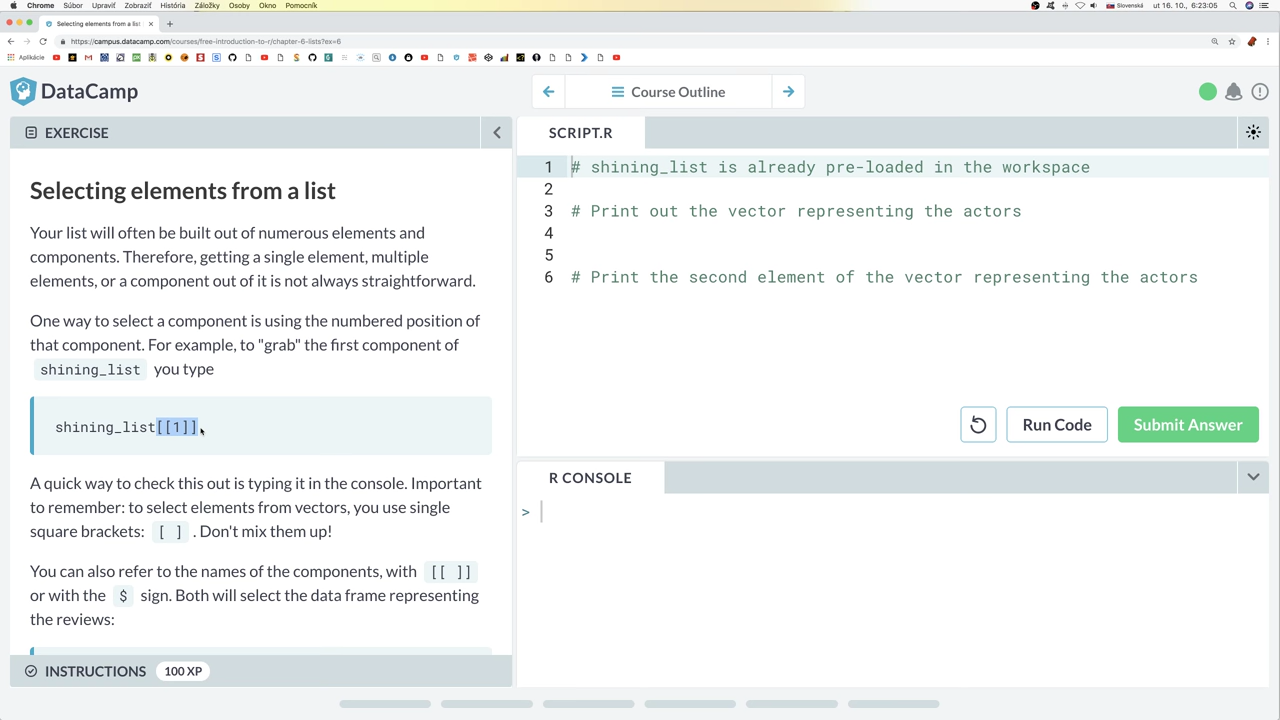 Chrome Súbor Upraviť Zobraziť História Záložky Osoby Okno Pomocník Slovenská ut 16. 10., 6:23:05
Selecting elements from a list
https://campus.datacamp.com/courses/free-introduction-to-r/chapter-6-lists?ex=6
Aplikácie
DataCamp
Course Outline
EXERCISE
Selecting elements from a list
Your list will often be built out of numerous elements and
components. Therefore, getting a single element, multiple
elements, or a component out of it is not always straightforward.
One way to select a component is using the numbered position of
that component. For example, to "grab" the first component of
shining_list you type
shining_list[[1]]
A quick way to check this out is typing it in the console. Important
to remember: to select elements from vectors, you use single
square brackets: [ ] . Don't mix them up!
You can also refer to the names of the components, with [[ ]]
or with the $ sign. Both will select the data frame representing
the reviews:
INSTRUCTIONS 100 XP
SCRIPT.R
1 # shining_list is already pre-loaded in the workspace
2
3 # Print out the vector representing the actors
4
5
6 # Print the second element of the vector representing the actors
Run Code
Submit Answer
R CONSOLE
>